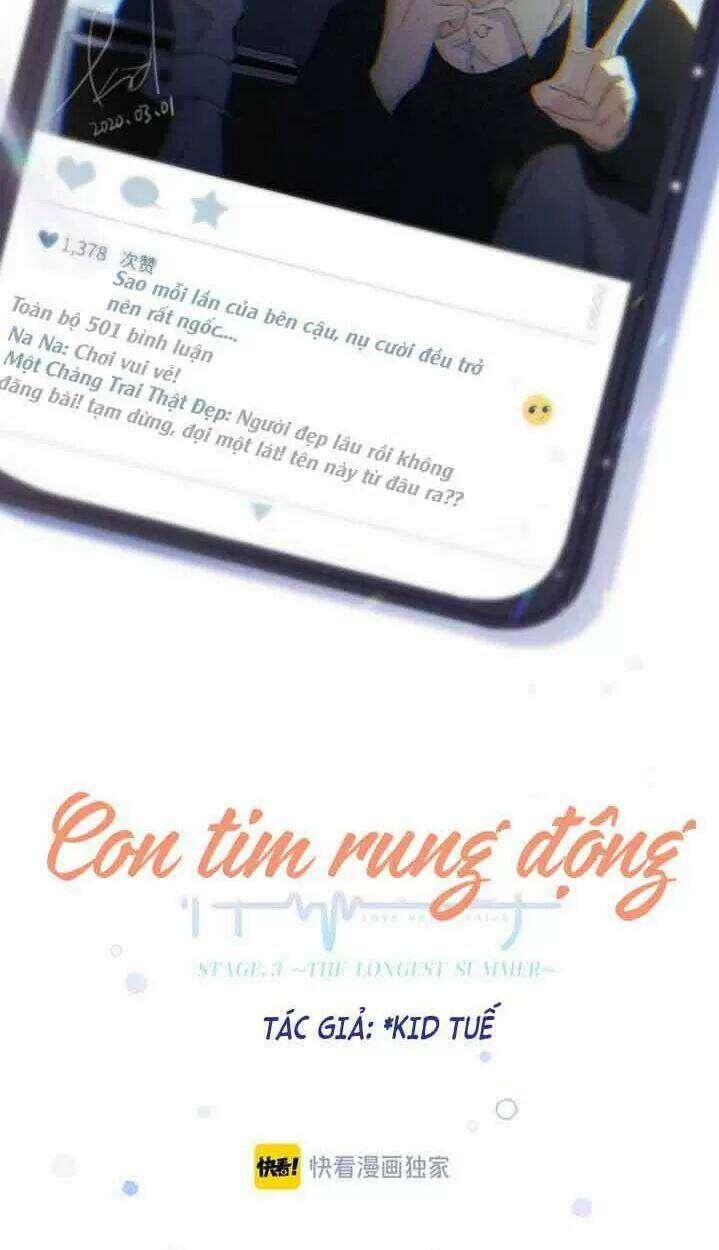 2020.03.01
1,378 次赞
Sao mỗi lần của bên cậu, nụ cười đều trở
nên rất ngốc....
Toàn bộ 501 bình luận
Na Na: Chơi vui vẻ!
Một Chàng Trai Thật Đẹp: Người đẹp lâu rồi không
đăng bài! tạm dừng, đợi một lát! tên này từ đâu ra??
Con tim rung động
STAGE.3 ~THE LONGEST SUMMER~
TÁC GIẢ: *KID TUẾ
快看! 快看漫画独家